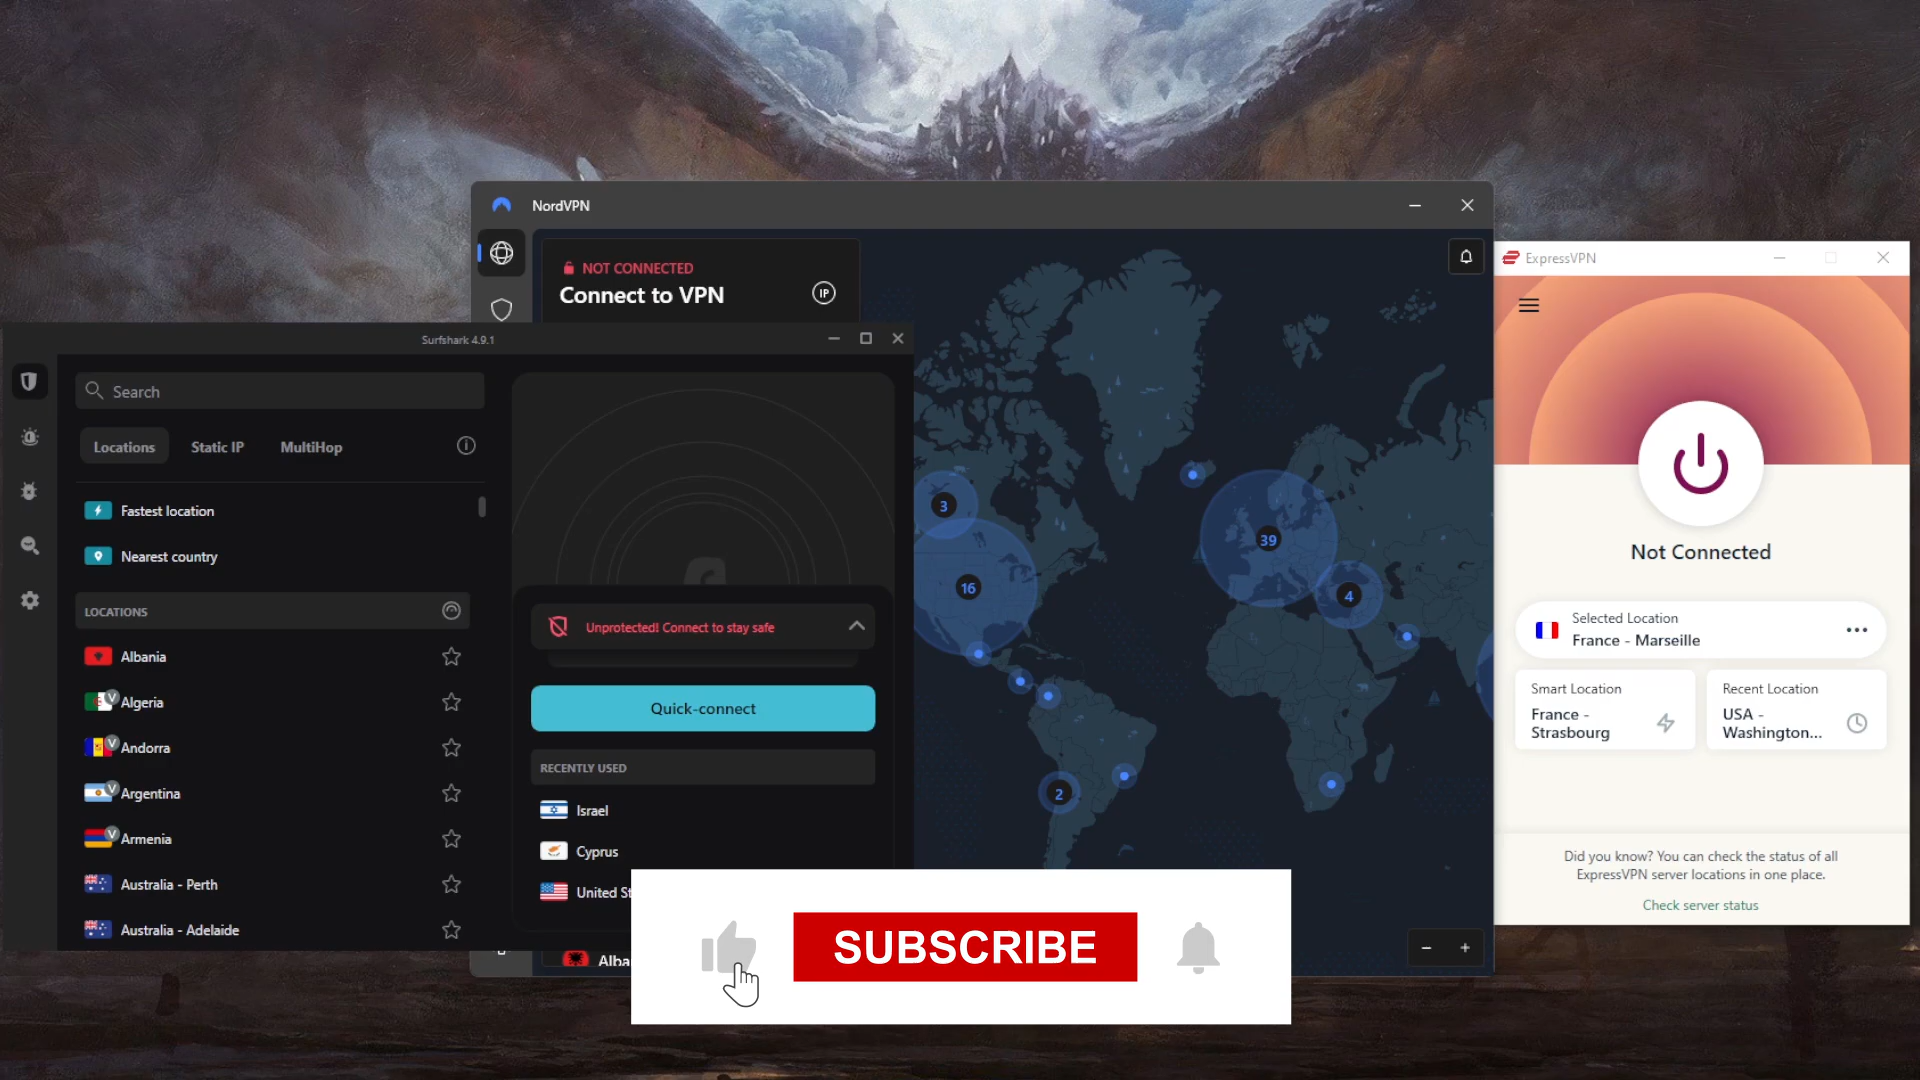 NordVPN
NOT CONNECTED
Connect to VPN
IP
Surfshark 4.9.1
Search
Locations
Static IP
MultiHop
Fastest location
Nearest country
LOCATIONS
Albania
V
Algeria
V
Andorra
V
Argentina
V
Armenia
Australia - Perth
Australia - Adelaide
Unprotected! Connect to stay safe
Quick-connect
RECENTLY USED
Israel
Cyprus
United St
Alba
3
16
39
4
2
ExpressVPN
Not Connected
Selected Location
France - Marseille
Smart Location
France -
Strasbourg
Recent Location
USA -
Washington...
Did you know? You can check the status of all
ExpressVPN server locations in one place.
Check server status
SUBSCRIBE